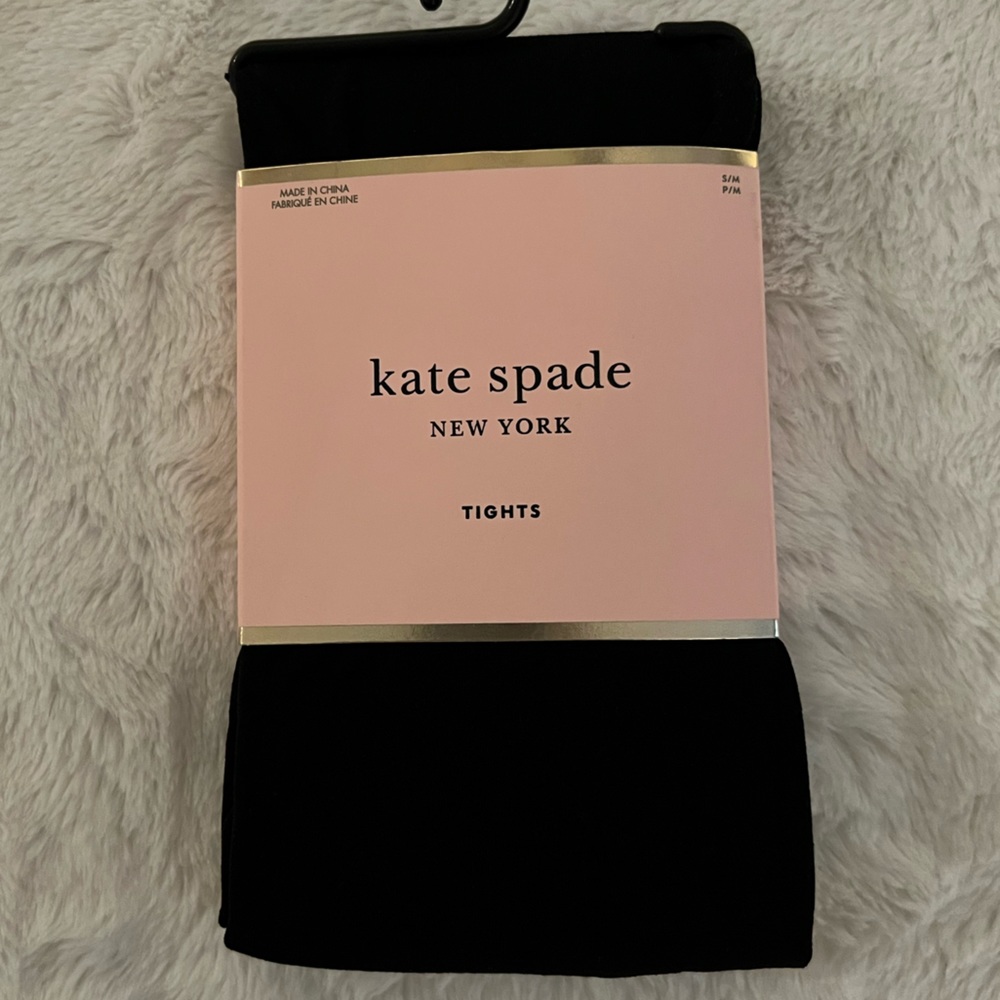 MADE IN CHINA
FABRIQUÉ EN CHINE
S/M
P/M
kate spade
NEW YORK
TIGHTS